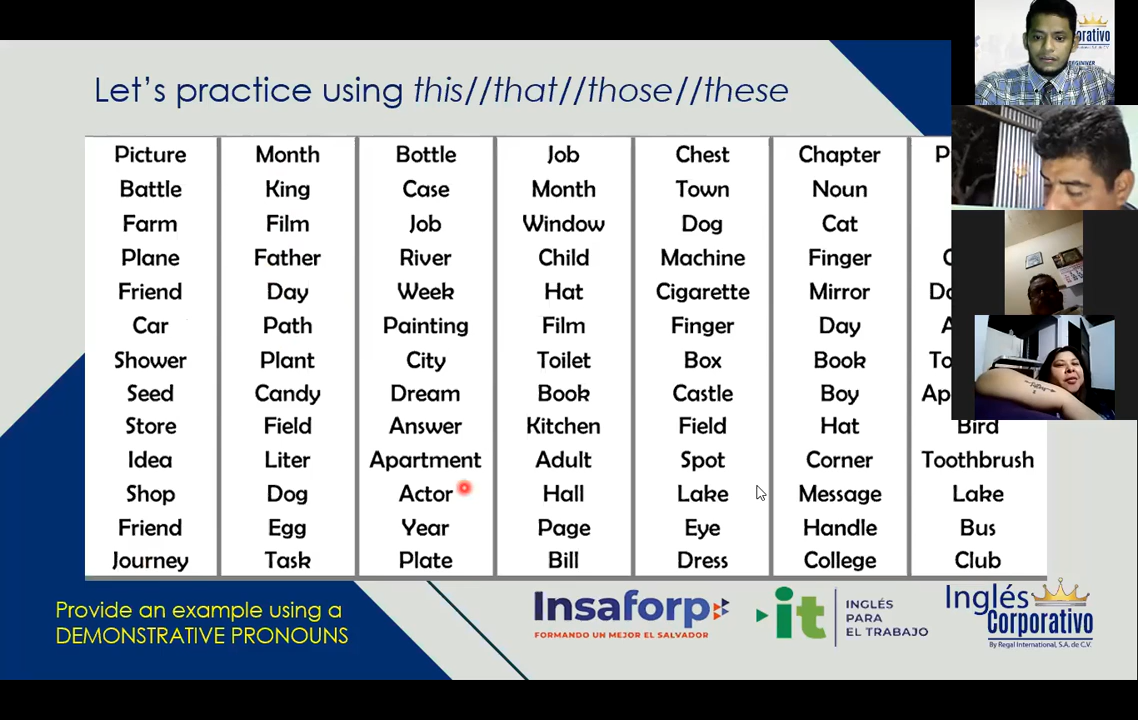 Let's practice using this//that//those//these
Picture Month Bottle Job Chest Chapter
Battle King Case Month Town Noun
Farm Film Job Window Dog Cat
Plane Father River Child Machine Finger
Friend Day Week Hat Cigarette Mirror
Car Path Painting Film Finger Day
Shower Plant City Toilet Box Book
Seed Candy Dream Book Castle Boy
Store Field Answer Kitchen Field Hat Bird
Idea Liter Apartment Adult Spot Corner Toothbrush
Shop Dog Actor Hall Lake Message Lake
Friend Egg Year Page Eye Handle Bus
Journey Task Plate Bill Dress College Club
Provide an example using a
DEMONSTRATIVE PRONOUNS
Insaforp
FORMANDO UN MEJOR EL SALVADOR
it
INGLÉS
PARA
EL TRABAJO
Inglés
Corporativo
By Regal International, S.A. de C.V.